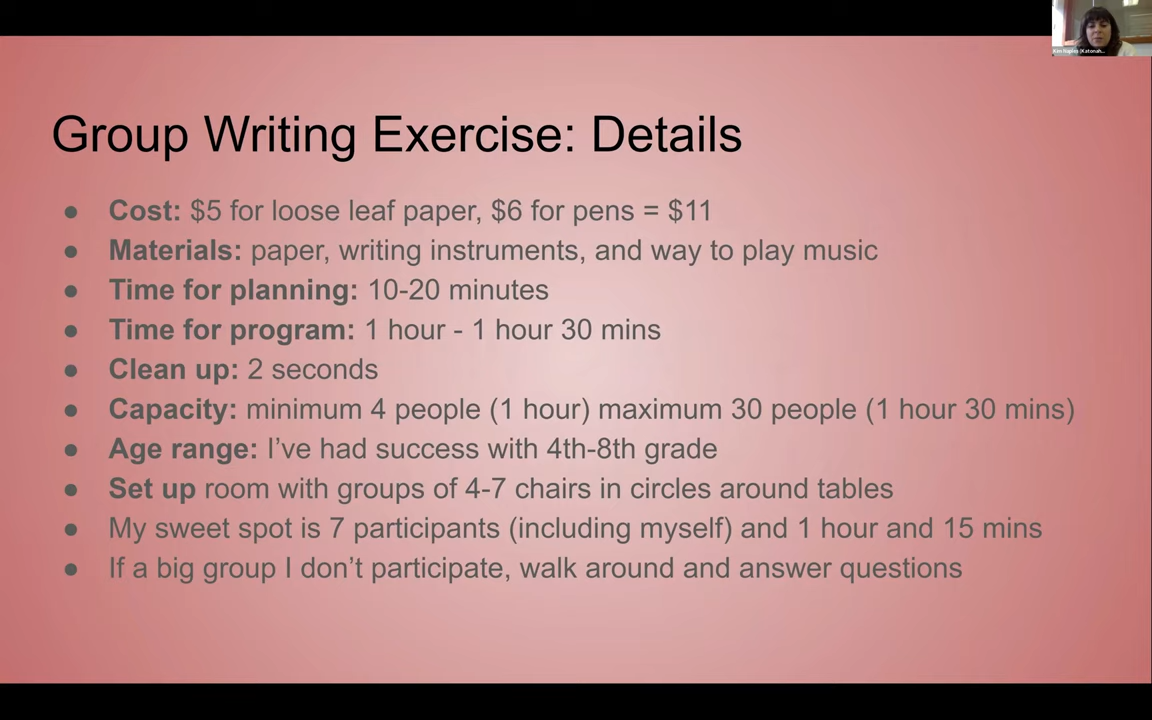 Kim Naples (Katonah...
Group Writing Exercise: Details
● Cost: $5 for loose leaf paper, $6 for pens = $11
● Materials: paper, writing instruments, and way to play music
● Time for planning: 10-20 minutes
● Time for program: 1 hour - 1 hour 30 mins
● Clean up: 2 seconds
● Capacity: minimum 4 people (1 hour) maximum 30 people (1 hour 30 mins)
● Age range: I’ve had success with 4th-8th grade
● Set up room with groups of 4-7 chairs in circles around tables
● My sweet spot is 7 participants (including myself) and 1 hour and 15 mins
● If a big group I don’t participate, walk around and answer questions